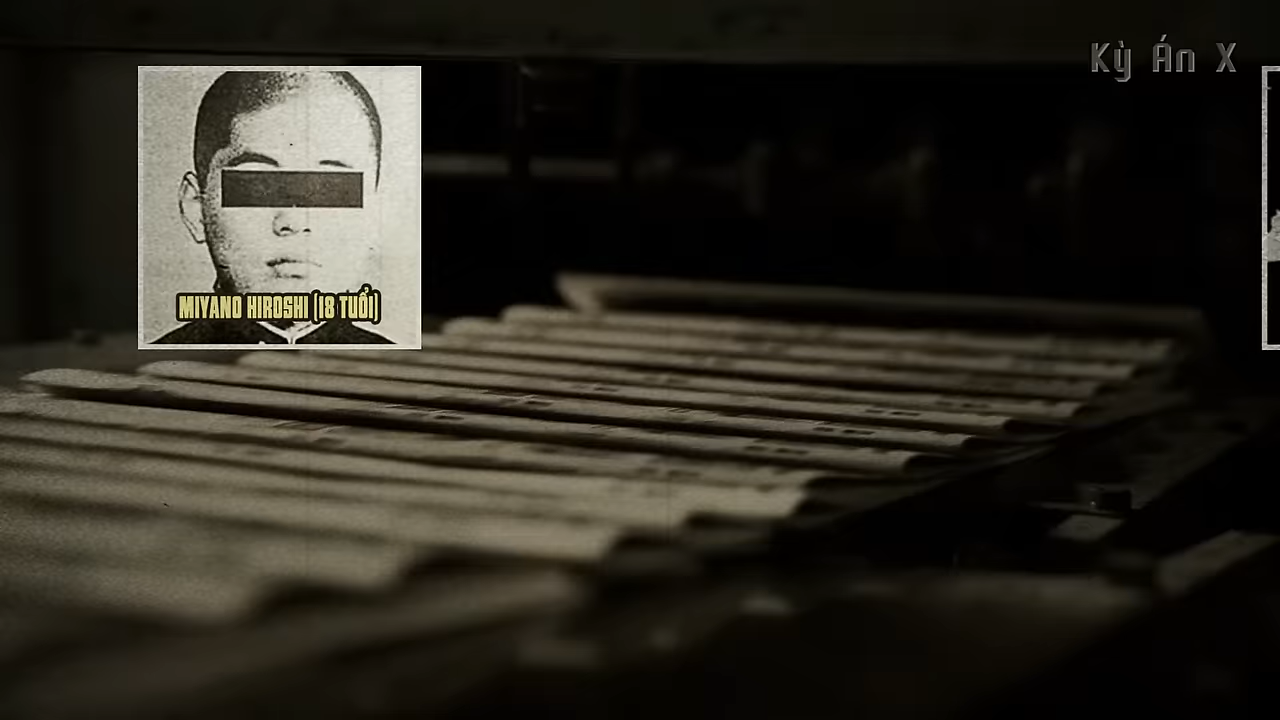 Kỳ Án X
MIYANO HIROSHI (18 TUỔI)